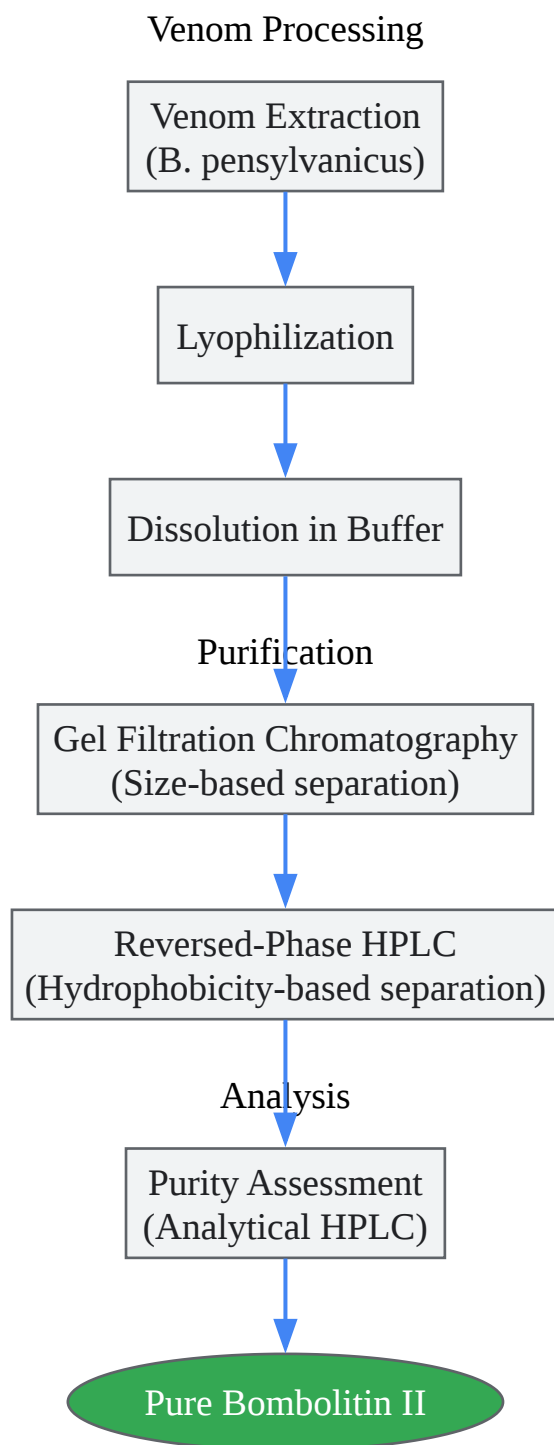 Venom Processing
Venom Extraction
(B. pensylvanicus)
Lyophilization
Dissolution in Buffer
Purification
Gel Filtration Chromatography
(Size-based separation)
Reversed-Phase HPLC
(Hydrophobicity-based separation)
Analysis
Purity Assessment
(Analytical HPLC)
Pure Bombolitin II